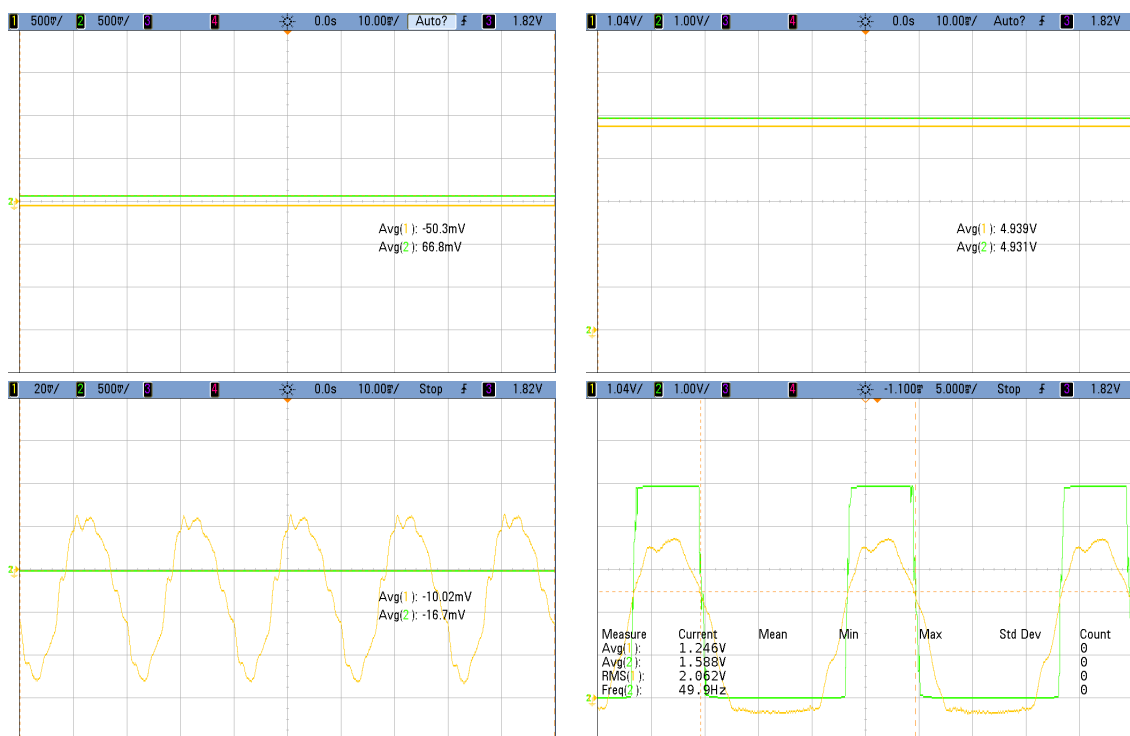 1 500mV/ 2 500mV/ 3 4 0.0s 10.00ms/ Auto? 3 1.82V
2
Avg(1): -50.3mV
Avg(2): 66.8mV
1 1.04V/ 2 1.00V/ 3 4 0.0s 10.00ms/ Auto? 3 1.82V
Avg(1): 4.939V
Avg(2): 4.931V
2
1 20mV/ 2 500mV/ 3 4 0.0s 10.00ms/ Stop 3 1.82V
2
Avg(1): -10.02mV
Avg(2): -16.7mV
1 1.04V/ 2 1.00V/ 3 4 -1.100ms 5.000ms/ Stop 3 1.82V
Measure Current Mean Min Max Std Dev Count
Avg(1): 1.246V 0
Avg(2): 1.588V 0
RMS(1): 2.062V 0
Freq(2): 49.9Hz 0
2